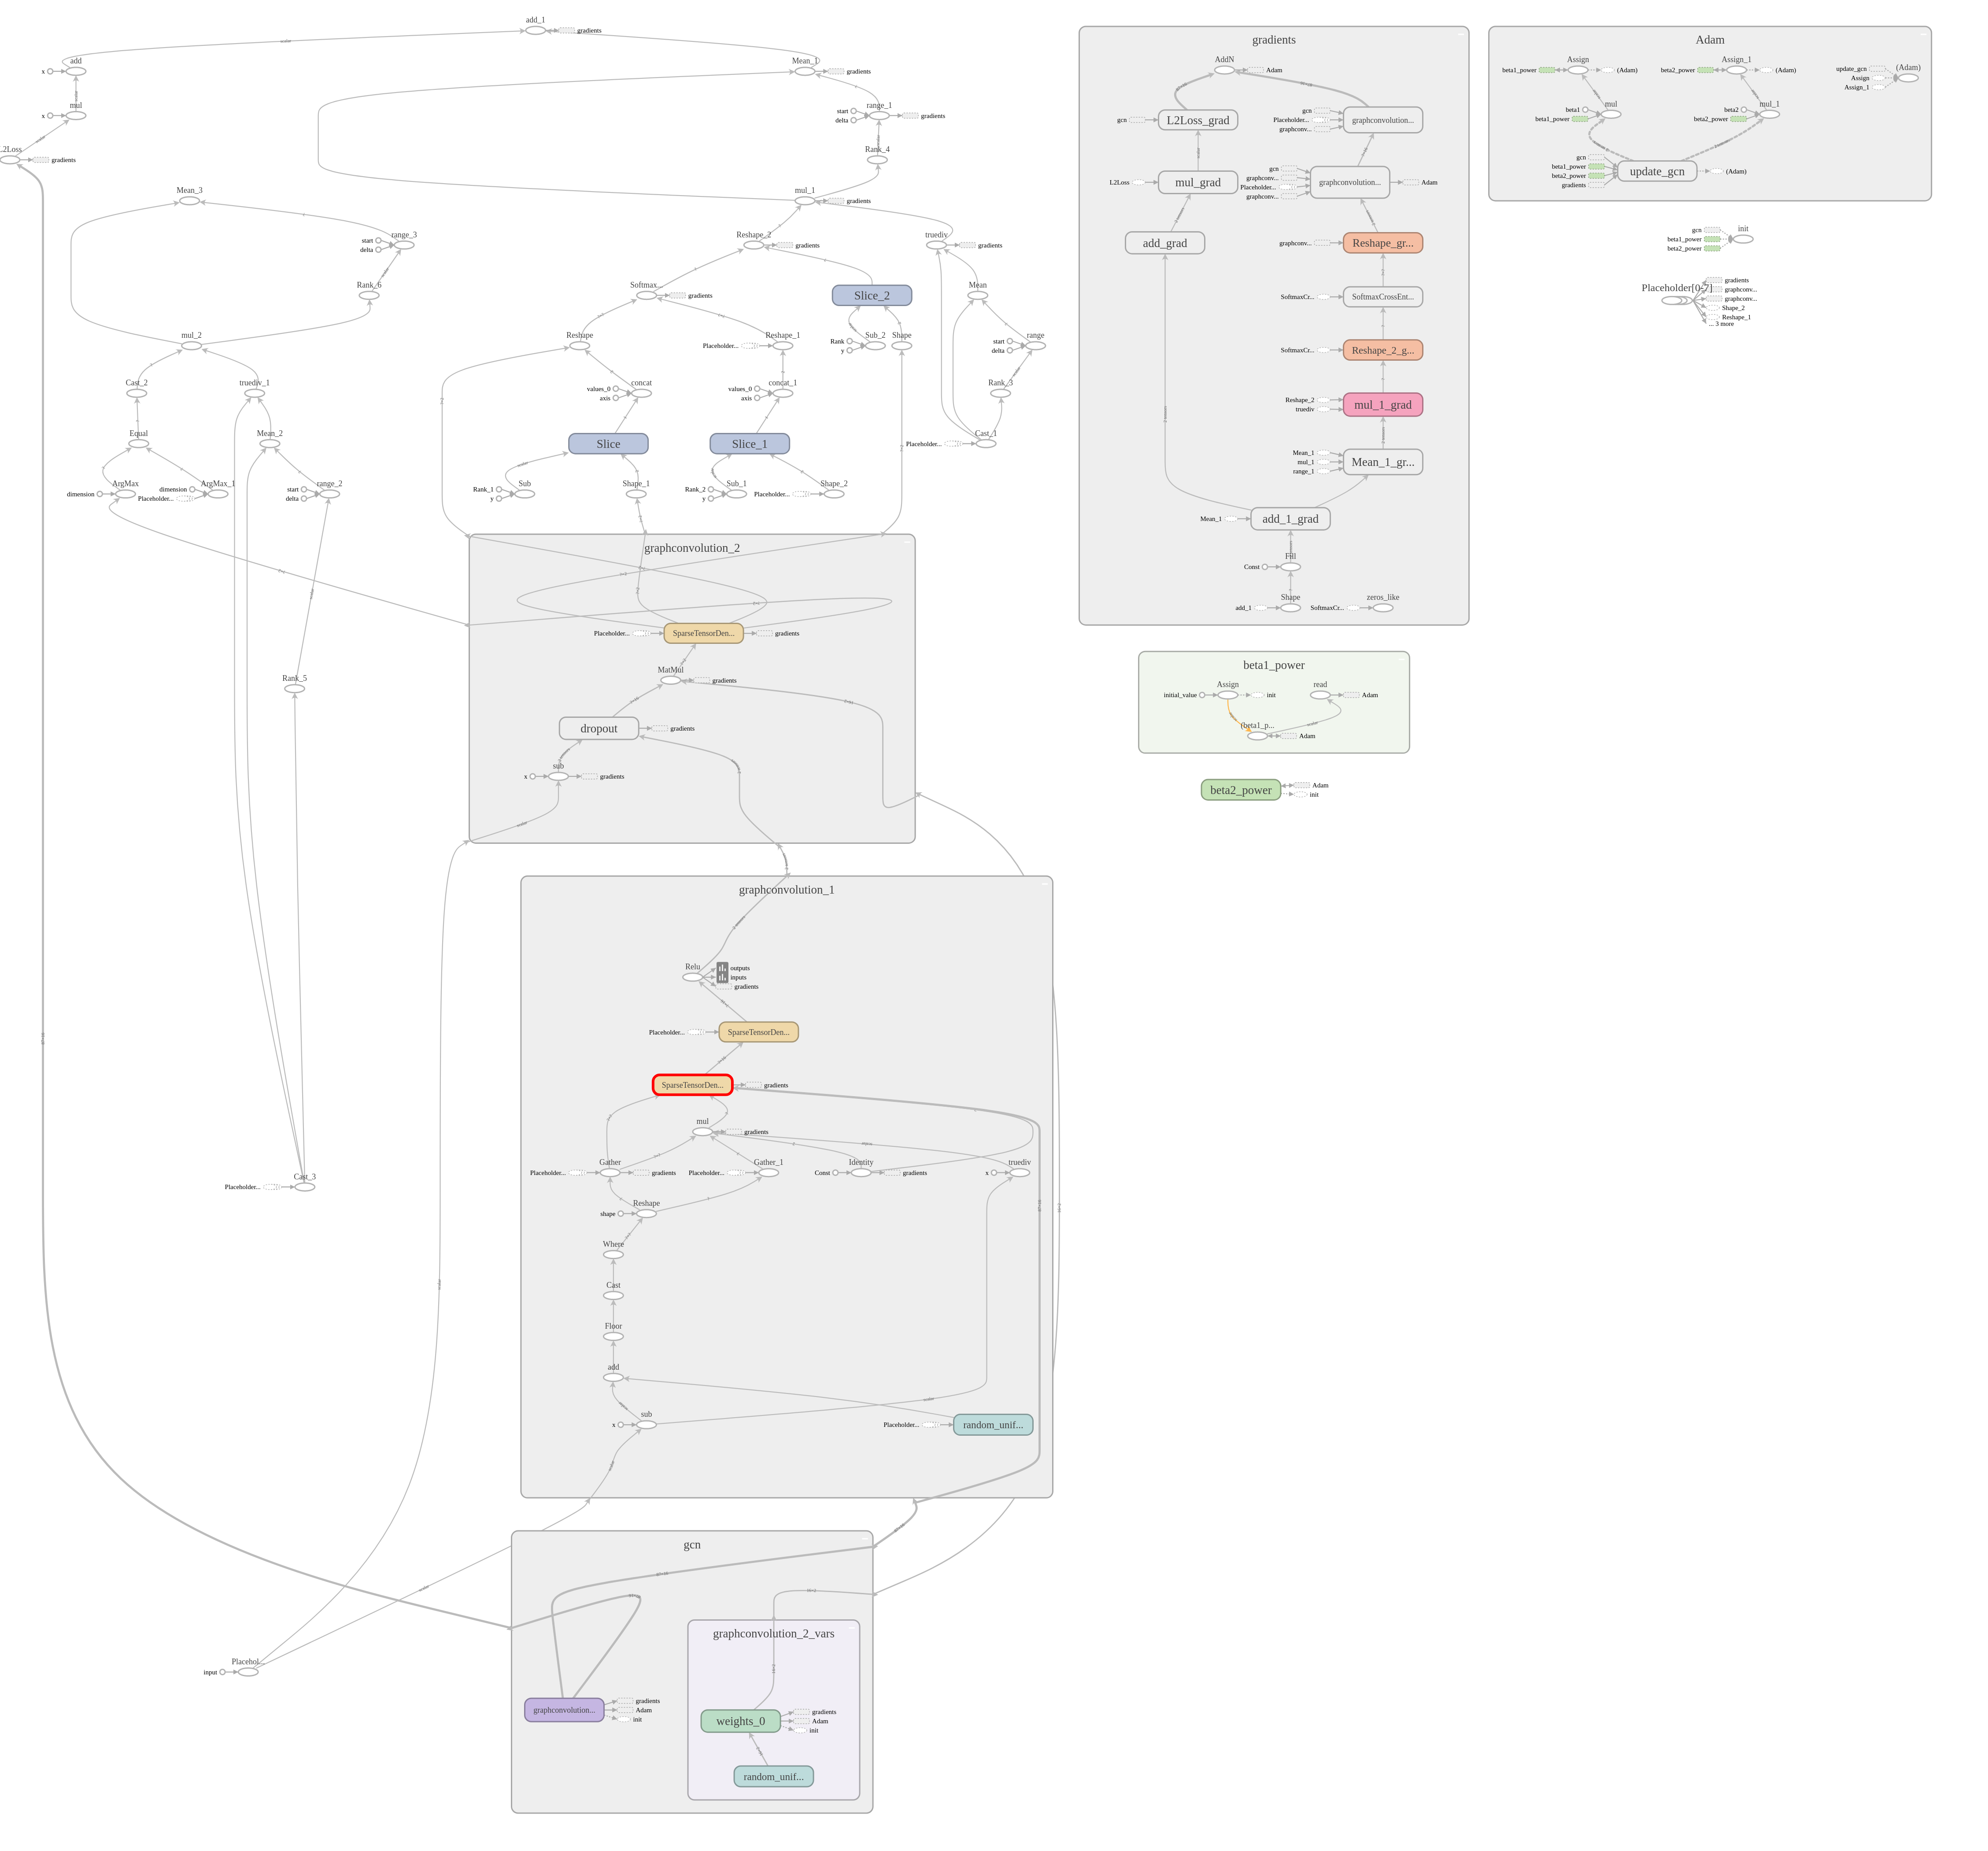 add_1
gradients
x
add
Mean_1
gradients
x
mul
start
delta
range_1
gradients
L2Loss
gradients
Rank_4
Mean_3
mul_1
gradients
start
delta
range_3
Reshape_2
gradients
truediv
gradients
Rank_6
Softmax...
gradients
Slice_2
Mean
mul_2
Reshape
Placeholder...
Reshape_1
Rank
y
Sub_2
Shape
start
delta
range
Cast_2
truediv_1
values_0
axis
concat
values_0
axis
concat_1
Rank_3
Equal
Mean_2
Slice
Slice_1
Placeholder...
Cast_1
dimension
ArgMax
dimension
Placeholder...
ArgMax_1
start
delta
range_2
Rank_1
y
Sub
Shape_1
Rank_2
y
Sub_1
Placeholder...
Shape_2
graphconvolution_2
Placeholder...
SparseTensorDen...
gradients
MatMul
gradients
dropout
gradients
x
sub
gradients
Rank_5
graphconvolution_1
Relu
outputs
inputs
gradients
Placeholder...
SparseTensorDen...
SparseTensorDen...
gradients
mul
gradients
Placeholder...
Gather
gradients
Placeholder...
Gather_1
Const
Identity
gradients
x
truediv
Placeholder...
Cast_3
shape
Reshape
Where
Cast
Floor
add
x
sub
Placeholder...
random_unif...
gcn
graphconvolution_2_vars
input
Placehol...
graphconvolution...
gradients
Adam
init
weights_0
gradients
Adam
init
random_unif...
gradients
AddN
Adam
gcn
L2Loss_grad
gcn
Placeholder...
graphconv...
graphconvolution...
L2Loss
mul_grad
gcn
graphconv...
Placeholder...
graphconv...
graphconvolution...
Adam
add_grad
graphconv...
Reshape_gr...
SoftmaxCr...
SoftmaxCrossEnt...
SoftmaxCr...
Reshape_2_g...
Reshape_2
truediv
mul_1_grad
Mean_1
mul_1
range_1
Mean_1_gr...
Mean_1
add_1_grad
Const
Fill
add_1
Shape
SoftmaxCr...
zeros_like
beta1_power
initial_value
Assign
init
read
Adam
(beta1_p...
Adam
beta2_power
Adam
init
Adam
beta1_power
Assign
(Adam)
beta2_power
Assign_1
(Adam)
update_gcn
Assign
Assign_1
(Adam)
beta1
beta1_power
mul
beta2
beta2_power
mul_1
gcn
beta1_power
beta2_power
gradients
update_gcn
(Adam)
gcn
beta1_power
beta2_power
init
Placeholder[0-7]
gradients
graphconv...
graphconv...
Shape_2
Reshape_1
... 3 more